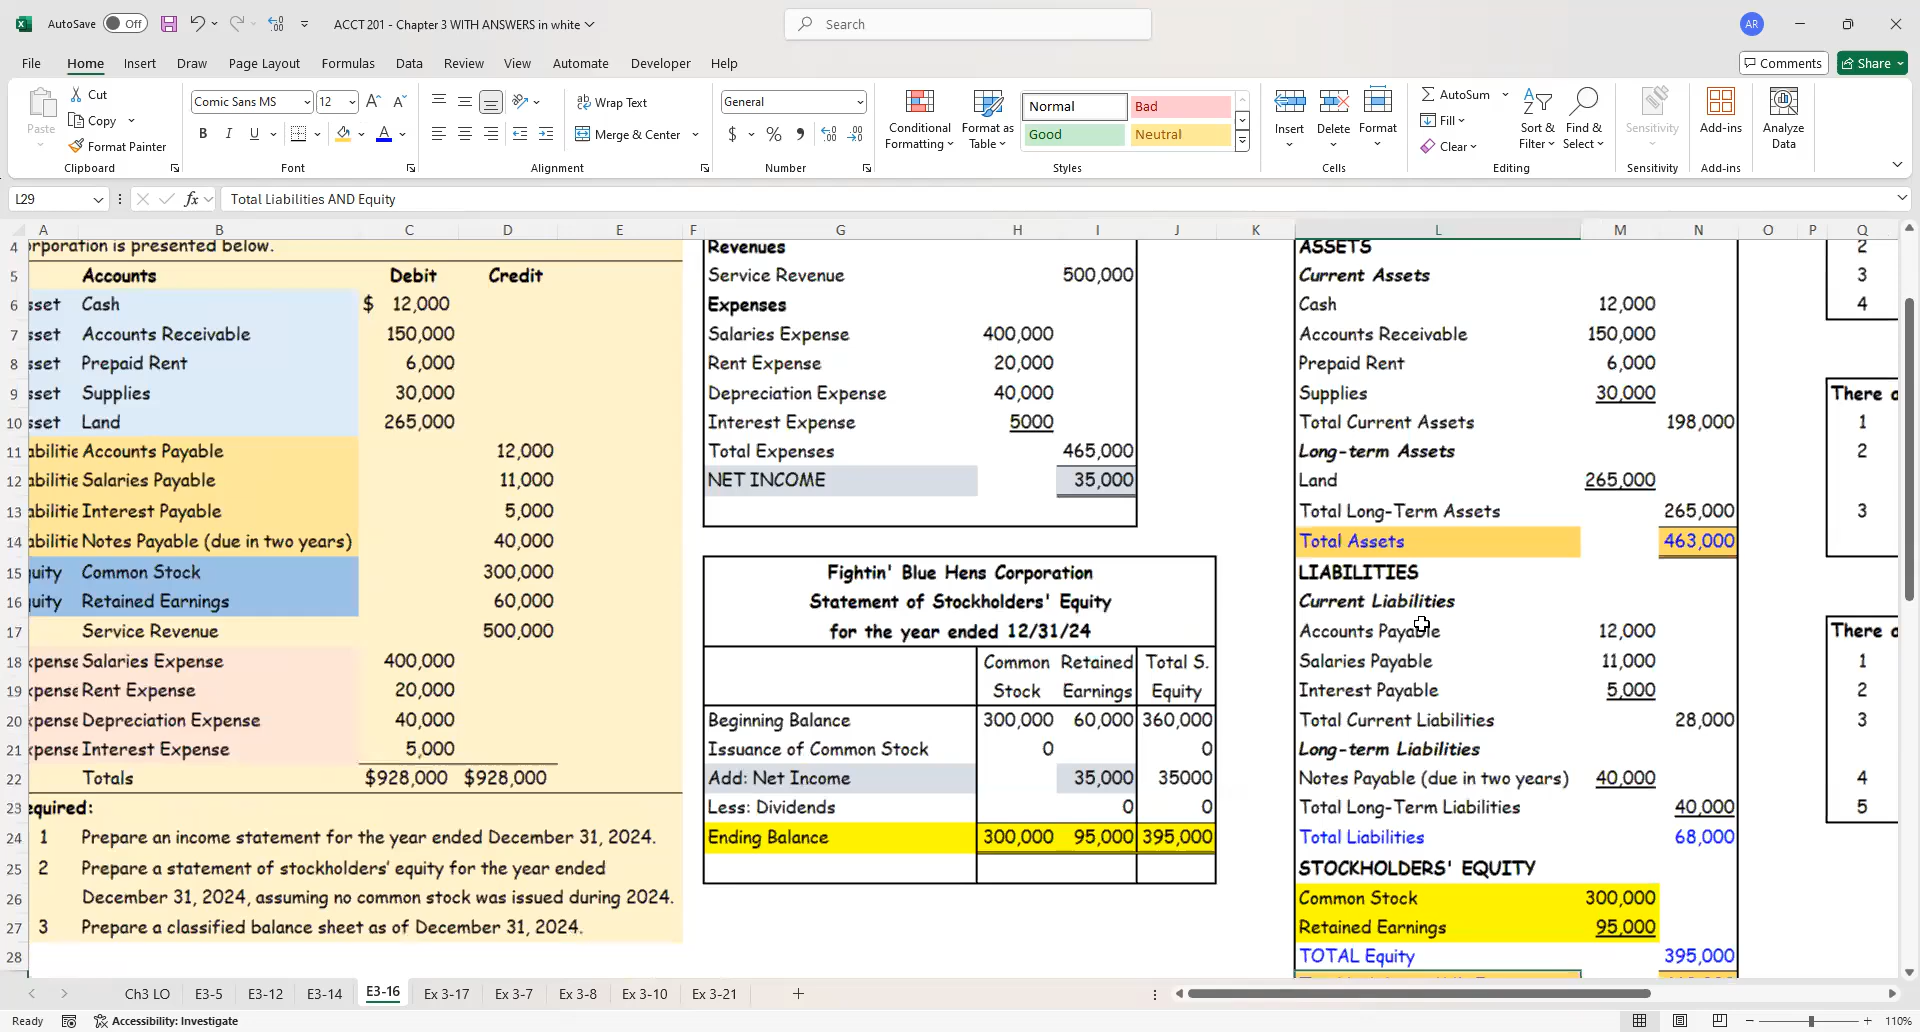 AutoSave Off ACCT 201 - Chapter 3 WITH ANSWERS in white Search AR
File Home Insert Draw Page Layout Formulas Data Review View Automate Developer Help Comments Share
Paste Cut Copy Format Painter Clipboard
Comic Sans MS 12 B I U A Font
Wrap Text Merge & Center Alignment
General $ % Number
Conditional Formatting Format as Table Normal Bad Good Neutral Styles
Insert Delete Format Cells
AutoSum Fill Clear Sort & Filter Find & Select Editing
Sensitivity Sensitivity
Add-ins Add-ins
Analyze Data
L29 fx Total Liabilities AND Equity
A B C D E F G H I J K L M N O P Q
4 orporation is presented below.
5 Accounts Debit Credit
6 sset Cash $ 12,000
7 sset Accounts Receivable 150,000
8 sset Prepaid Rent 6,000
9 sset Supplies 30,000
10 sset Land 265,000
11 abilitie Accounts Payable 12,000
12 abilitie Salaries Payable 11,000
13 abilitie Interest Payable 5,000
14 abilitie Notes Payable (due in two years) 40,000
15 quity Common Stock 300,000
16 quity Retained Earnings 60,000
17 Service Revenue 500,000
18 xpense Salaries Expense 400,000
19 xpense Rent Expense 20,000
20 xpense Depreciation Expense 40,000
21 xpense Interest Expense 5,000
22 Totals $928,000 $928,000
23 equired:
24 1 Prepare an income statement for the year ended December 31, 2024.
25 2 Prepare a statement of stockholders' equity for the year ended
26 December 31, 2024, assuming no common stock was issued during 2024.
27 3 Prepare a classified balance sheet as of December 31, 2024.
28
Revenues
Service Revenue 500,000
Expenses
Salaries Expense 400,000
Rent Expense 20,000
Depreciation Expense 40,000
Interest Expense 5000
Total Expenses 465,000
NET INCOME 35,000
Fightin' Blue Hens Corporation
Statement of Stockholders' Equity
for the year ended 12/31/24
Common Retained Total S.
Stock Earnings Equity
Beginning Balance 300,000 60,000 360,000
Issuance of Common Stock 0 0
Add: Net Income 35,000 35000
Less: Dividends 0 0
Ending Balance 300,000 95,000 395,000
ASSETS
Current Assets
Cash 12,000
Accounts Receivable 150,000
Prepaid Rent 6,000
Supplies 30,000
Total Current Assets 198,000
Long-term Assets
Land 265,000
Total Long-Term Assets 265,000
Total Assets 463,000
LIABILITIES
Current Liabilities
Accounts Payable 12,000
Salaries Payable 11,000
Interest Payable 5,000
Total Current Liabilities 28,000
Long-term Liabilities
Notes Payable (due in two years) 40,000
Total Long-Term Liabilities 40,000
Total Liabilities 68,000
STOCKHOLDERS' EQUITY
Common Stock 300,000
Retained Earnings 95,000
TOTAL Equity 395,000
2
3
4
There
1
2
3
There
1
2
3
4
5
Ch3 LO E3-5 E3-12 E3-14 E3-16 Ex 3-17 Ex 3-7 Ex 3-8 Ex 3-10 Ex 3-21
Ready Accessibility: Investigate 110%